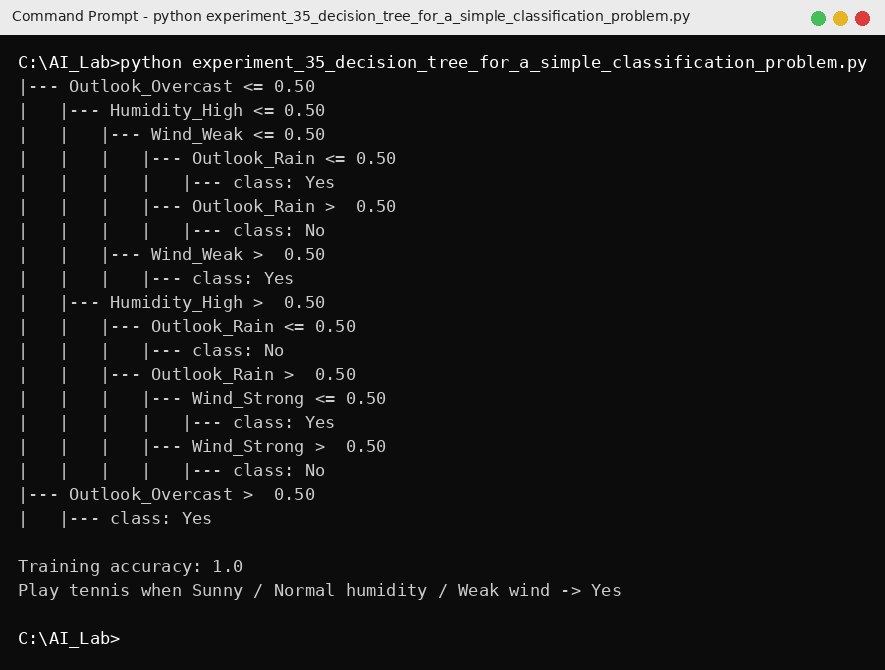 Command Prompt - python experiment_35_decision_tree_for_a_simple_classification_problem.py
C:\AI_Lab>python experiment_35_decision_tree_for_a_simple_classification_problem.py
|--- Outlook_Overcast <= 0.50
|   |--- Humidity_High <= 0.50
|   |   |--- Wind_Weak <= 0.50
|   |   |   |--- Outlook_Rain <= 0.50
|   |   |   |   |--- class: Yes
|   |   |   |--- Outlook_Rain >  0.50
|   |   |   |   |--- class: No
|   |   |--- Wind_Weak >  0.50
|   |   |   |--- class: Yes
|   |--- Humidity_High >  0.50
|   |   |--- Outlook_Rain <= 0.50
|   |   |   |--- class: No
|   |   |--- Outlook_Rain >  0.50
|   |   |   |--- Wind_Strong <= 0.50
|   |   |   |   |--- class: Yes
|   |   |   |--- Wind_Strong >  0.50
|   |   |   |   |--- class: No
|--- Outlook_Overcast >  0.50
|   |--- class: Yes

Training accuracy: 1.0
Play tennis when Sunny / Normal humidity / Weak wind -> Yes

C:\AI_Lab>